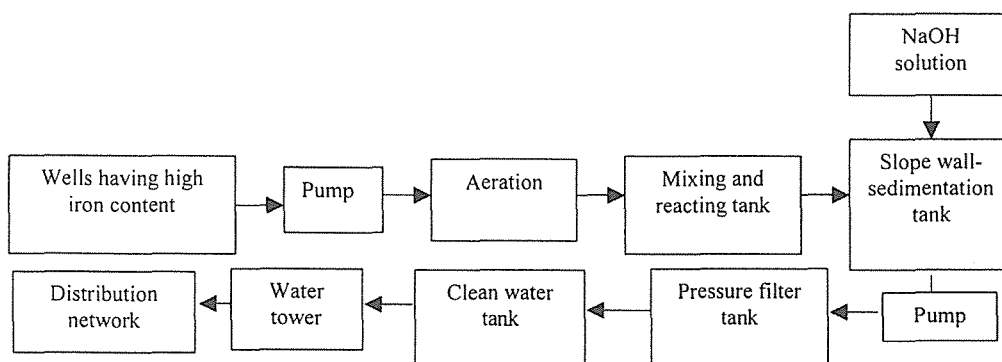 NaOH
solution
Wells having high
iron content
Pump
Aeration
Mixing and
reacting tank
Slope wall-
sedimentation
tank
Distribution
network
Water
tower
Clean water
tank
Pressure filter
tank
Pump